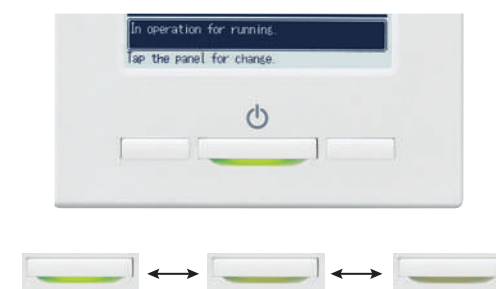 In operation for running.
Tap the panel for change.